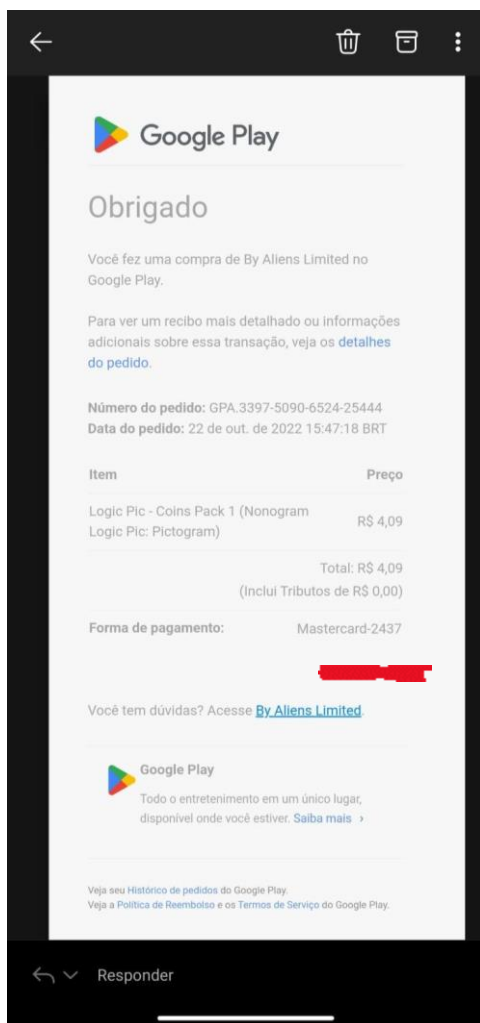 Google Play
Obrigado
Você fez uma compra de By Aliens Limited no
Google Play.
Para ver um recibo mais detalhado ou informações
adicionais sobre essa transação, veja os detalhes
do pedido.
Número do pedido: GPA.3397-5090-6524-25444
Data do pedido: 22 de out. de 2022 15:47:18 BRT
Item Preço
Logic Pic - Coins Pack 1 (Nonogram
Logic Pic: Pictogram) R$ 4,09
Total: R$ 4,09
(Inclui Tributos de R$ 0,00)
Forma de pagamento: Mastercard-2437
Você tem dúvidas? Acesse By Aliens Limited.
Google Play
Todo o entretenimento em um único lugar,
disponível onde você estiver. Saiba mais ›
Veja seu Histórico de pedidos do Google Play.
Veja a Política de Reembolso e os Termos de Serviço do Google Play.
Responder